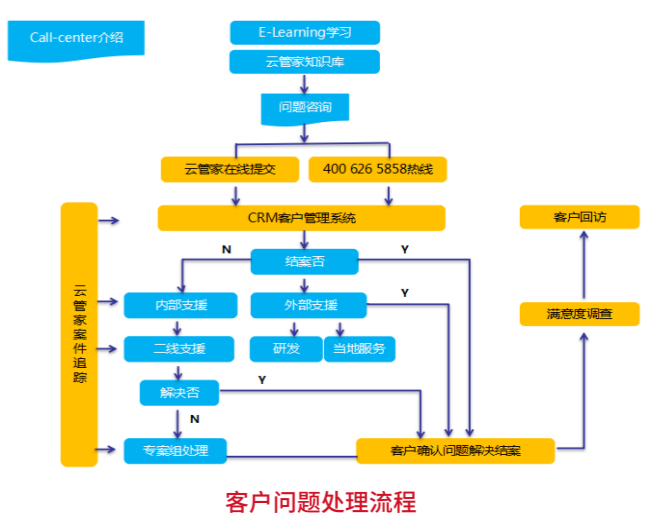 Call-center介绍
E-Learning学习
云管家知识库
问题咨询
云管家在线提交
400 626 5858热线
CRM客户管理系统
客户回访
N
结案否
Y
云管家案件追踪
内部支援
外部支援
Y
满意度调查
二线支援
研发
当地服务
解决否
Y
N
专案组处理
客户确认问题解决结案
客户问题处理流程